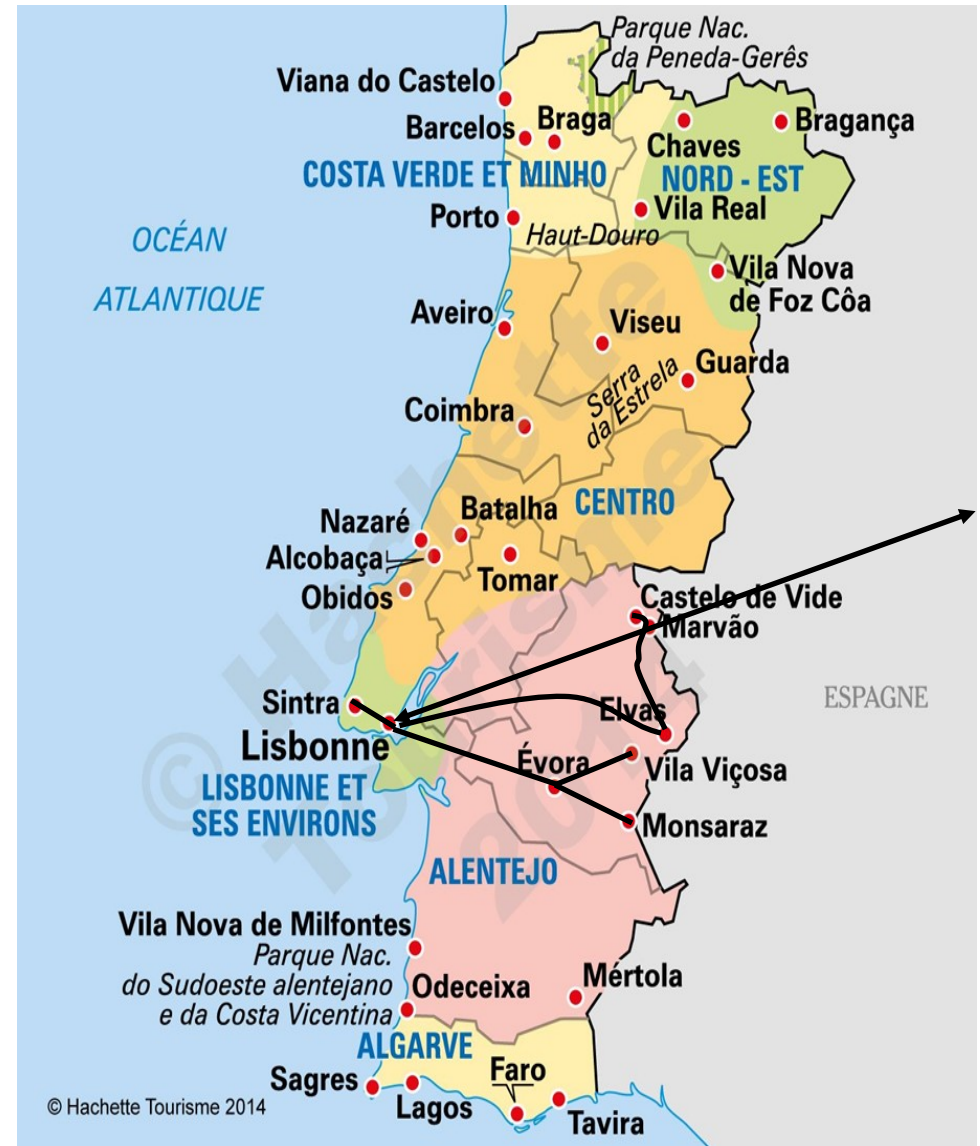 Parque Nac.
da Peneda-Gerês
Viana do Castelo
Barcelos
Braga
Chaves
Bragança
COSTA VERDE ET MINHO
NORD - EST
Porto
Vila Real
Haut-Douro
OCÉAN
ATLANTIQUE
Vila Nova
de Foz Côa
Aveiro
Viseu
Guarda
Serra
da Estrela
Coimbra
CENTRO
Nazaré
Batalha
Alcobaça
Tomar
Obidos
Castelo de Vide
Marvão
Sintra
Elvas
ESPAGNE
Lisbonne
Évora
Vila Viçosa
LISBONNE ET
SES ENVIRONS
Monsaraz
ALENTEJO
Vila Nova de Milfontes
Parque Nac.
du Sudoeste alentejano
e da Costa Vicentina
Odeceixa
Mértola
ALGARVE
Sagres
Lagos
Faro
Tavira
© Hachette Tourisme 2014
© Hachette
Tourisme
2014